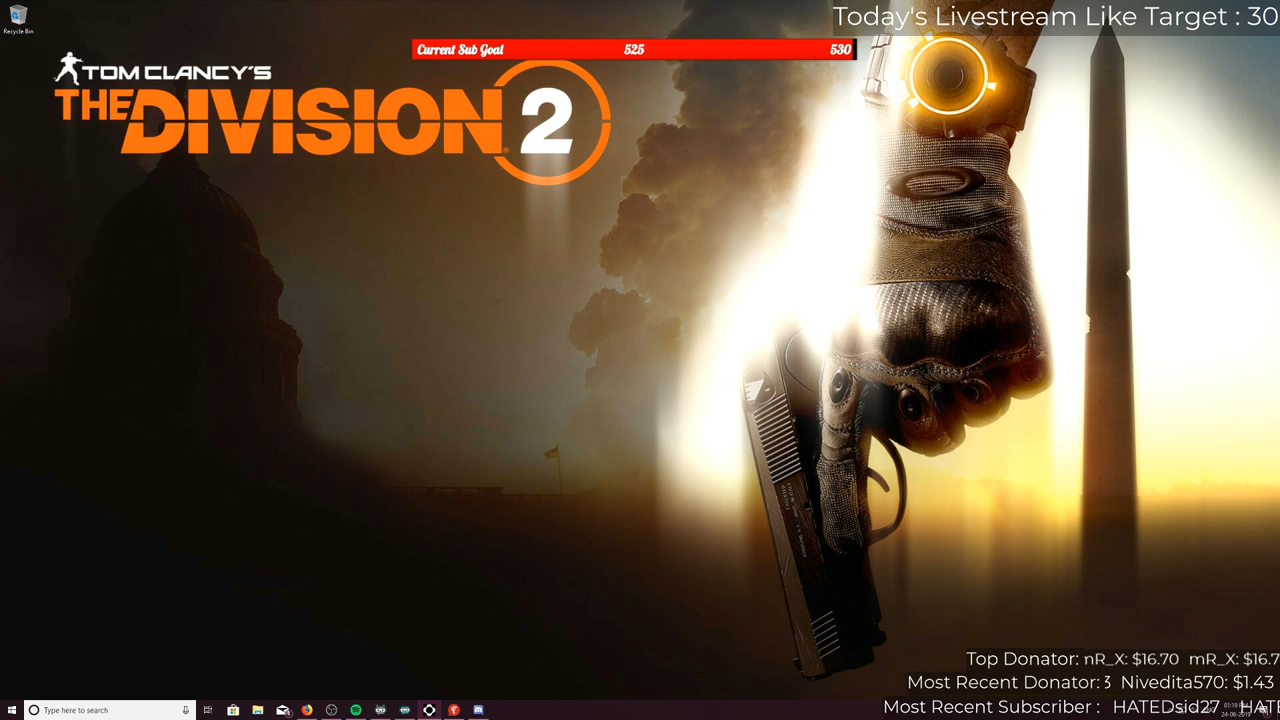 Today's Livestream Like Target : 30
Recycle Bin
Current Sub Goal 525 530
TOM CLANCY'S
THE DIVISION 2
Top Donator: nR_X: $16.70 mR_X: $16.7
Most Recent Donator: 3 Nivedita570: $1.43
Most Recent Subscriber : HATEDsid27 HATE
Type here to search